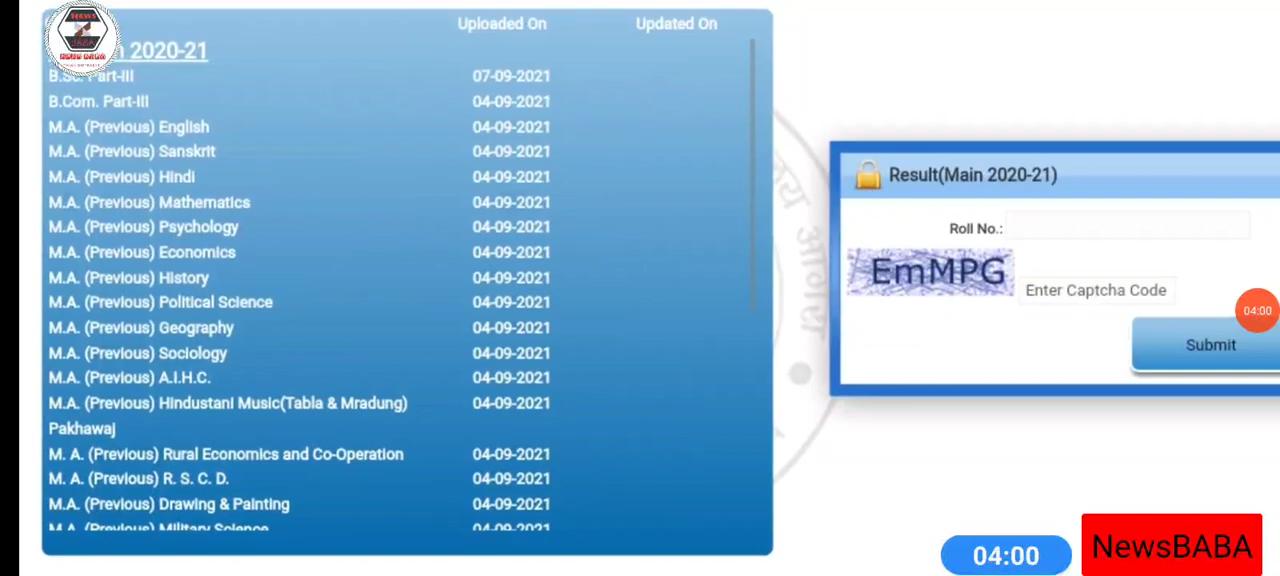 Uploaded On Updated On
2020-21
B.Sc. Part-III 07-09-2021
B.Com. Part-III 04-09-2021
M.A. (Previous) English 04-09-2021
M.A. (Previous) Sanskrit 04-09-2021
M.A. (Previous) Hindi 04-09-2021
M.A. (Previous) Mathematics 04-09-2021
M.A. (Previous) Psychology 04-09-2021
M.A. (Previous) Economics 04-09-2021
M.A. (Previous) History 04-09-2021
M.A. (Previous) Political Science 04-09-2021
M.A. (Previous) Geography 04-09-2021
M.A. (Previous) Sociology 04-09-2021
M.A. (Previous) A.I.H.C. 04-09-2021
M.A. (Previous) Hindustani Music(Tabla & Mradung) 04-09-2021
Pakhawaj
M. A. (Previous) Rural Economics and Co-Operation 04-09-2021
M. A. (Previous) R. S. C. D. 04-09-2021
M.A. (Previous) Drawing & Painting 04-09-2021
M.A. (Previous) Military Science 04-09-2021
Result(Main 2020-21)
Roll No.:
EmMPG
Enter Captcha Code
04:00
Submit
04:00
NewsBABA